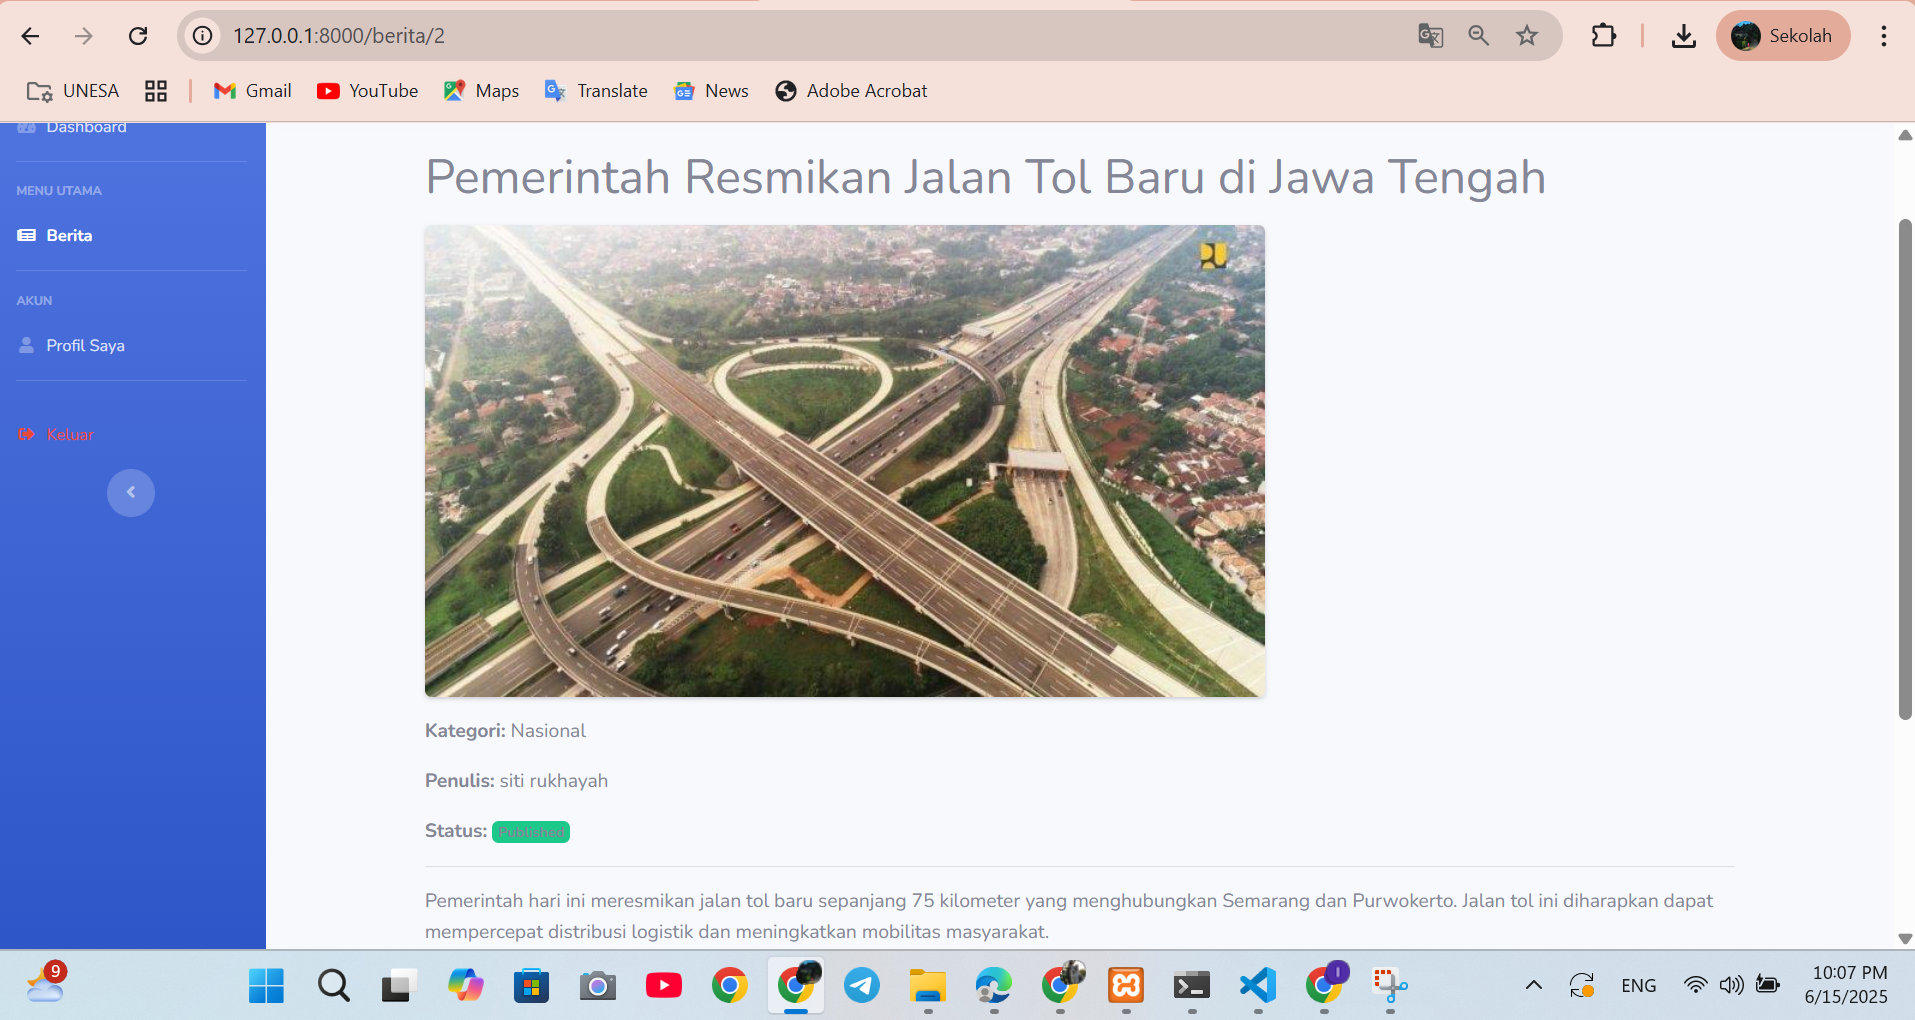 127.0.0.1:8000/berita/2
Sekolah
UNESA
Gmail
YouTube
Maps
Translate
News
Adobe Acrobat
Dashboard
MENU UTAMA
Berita
AKUN
Profil Saya
Keluar
Pemerintah Resmikan Jalan Tol Baru di Jawa Tengah
Kategori: Nasional
Penulis: siti rukhayah
Status: Published
Pemerintah hari ini meresmikan jalan tol baru sepanjang 75 kilometer yang menghubungkan Semarang dan Purwokerto. Jalan tol ini diharapkan dapat
mempercepat distribusi logistik dan meningkatkan mobilitas masyarakat.
9
ENG
10:07 PM
6/15/2025